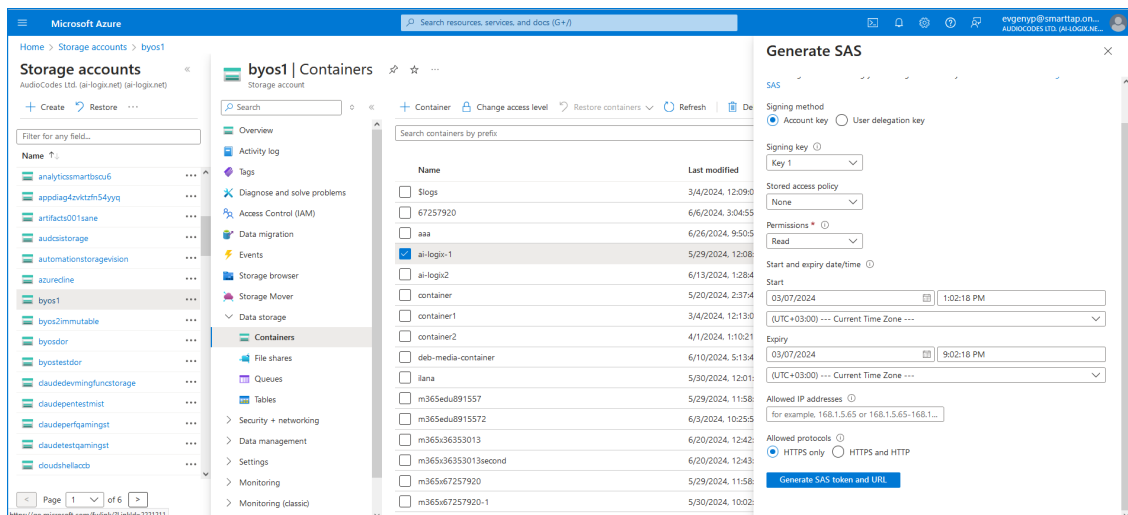 Microsoft Azure
Search resources, services, and docs (G+/)
evgenyp@smarttap.on...
AUDIOCODES LTD. (AI-LOGIX.NE...
Home > Storage accounts > byos1
Storage accounts
AudioCodes Ltd. (ai-logix.net) (ai-logix.net)
Create
Restore
Filter for any field...
Name
analyticssmartbscu6
appdiag4zvktzfn54yyq
artifacts001sane
audcsistorage
automationstoragevision
azurecline
byos1
byos2immutable
byosdor
byostestdor
claudedevmingfuncstorage
claudepentestmist
claudeperfqamingst
claudetestqamingst
cloudshellaccb
< Page 1 of 6 >
byos1 | Containers
Storage account
Search
Overview
Activity log
Tags
Diagnose and solve problems
Access Control (IAM)
Data migration
Events
Storage browser
Storage Mover
Data storage
Containers
File shares
Queues
Tables
Security + networking
Data management
Settings
Monitoring
Monitoring (classic)
Container
Change access level
Restore containers
Refresh
De
Search containers by prefix
Name Last modified
$logs 3/4/2024, 12:09:0
67257920 6/6/2024, 3:04:55
aaa 6/26/2024, 9:50:5
ai-logix-1 5/29/2024, 12:08:
ai-logix2 6/13/2024, 1:28:4
container 5/20/2024, 2:37:4
container1 3/4/2024, 12:13:0
container2 4/1/2024, 1:10:21
deb-media-container 6/10/2024, 5:13:4
ilana 5/30/2024, 12:01:
m365edu891557 5/29/2024, 11:58:
m365edu8915572 6/3/2024, 10:25:5
m365x36353013 6/20/2024, 12:42:
m365x36353013second 6/20/2024, 12:43:
m365x67257920 5/29/2024, 11:58:
m365x67257920-1 5/30/2024, 10:02:
Generate SAS
SAS
Signing method
Account key User delegation key
Signing key
Key 1
Stored access policy
None
Permissions *
Read
Start and expiry date/time
Start
03/07/2024 1:02:18 PM
(UTC+03:00) --- Current Time Zone ---
Expiry
03/07/2024 9:02:18 PM
(UTC+03:00) --- Current Time Zone ---
Allowed IP addresses
for example, 168.1.5.65 or 168.1.5.65-168.1...
Allowed protocols
HTTPS only HTTPS and HTTP
Generate SAS token and URL